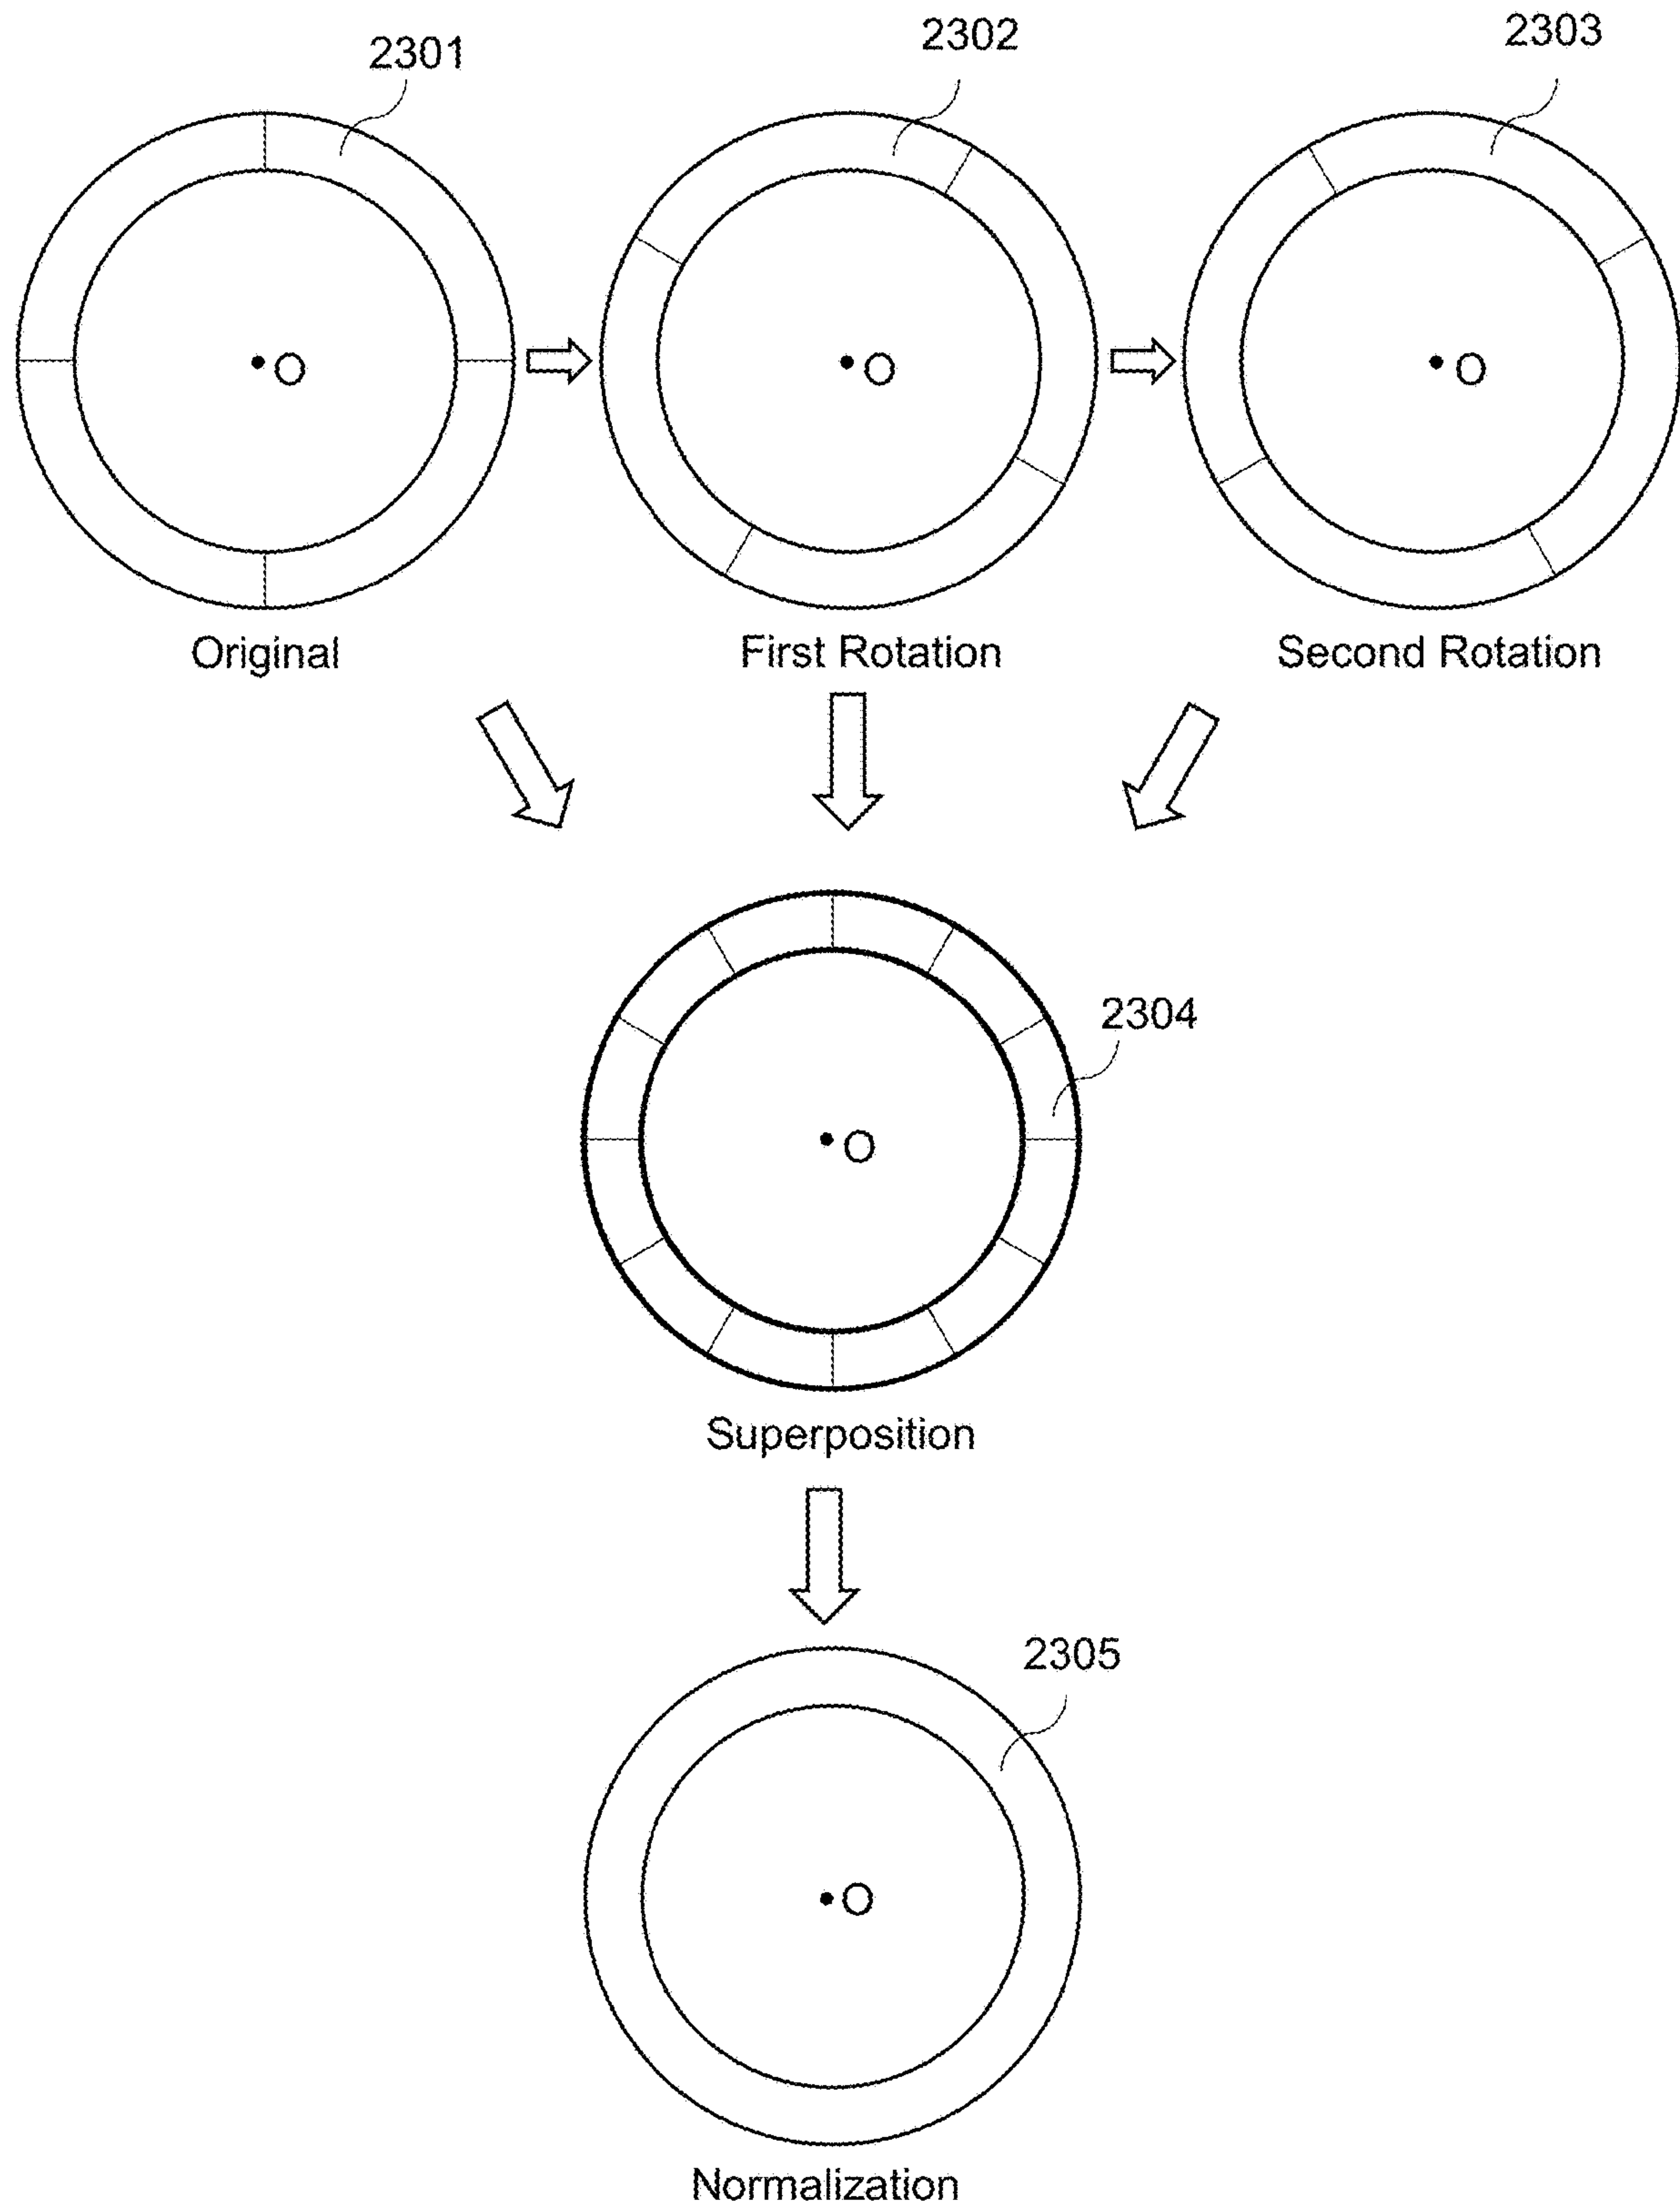 2301
2302
2303
O
O
O
Original
First Rotation
Second Rotation
2304
O
Superposition
2305
O
Normalization